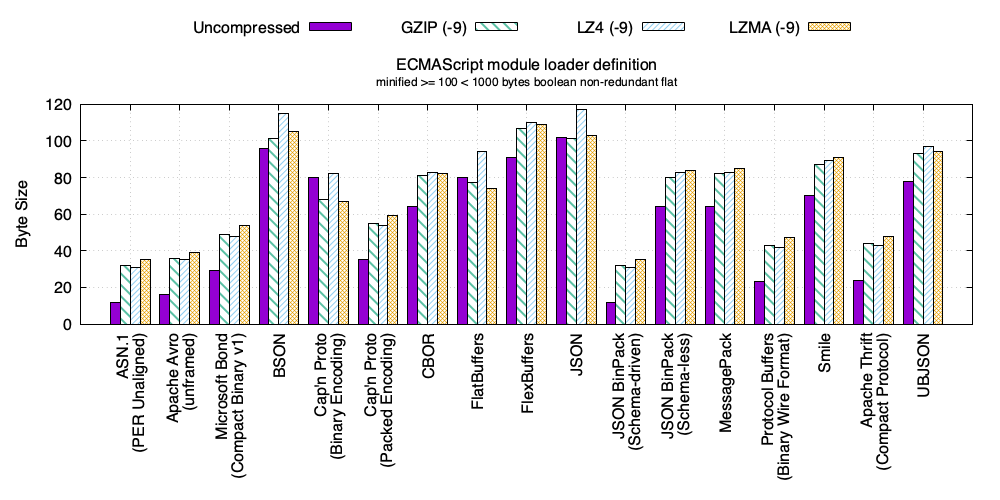 Uncompressed GZIP (-9) LZ4 (-9) LZMA (-9)
ECMAScript module loader definition
minified >= 100 < 1000 bytes boolean non-redundant flat
Byte Size
120
100
80
60
40
20
0
ASN.1
(PER Unaligned)
Apache Avro
(unframed)
Microsoft Bond
(Compact Binary v1)
BSON
Cap'n Proto
(Binary Encoding)
Cap'n Proto
(Packed Encoding)
CBOR
FlatBuffers
FlexBuffers
JSON
JSON BinPack
(Schema-driven)
JSON BinPack
(Schema-less)
MessagePack
Protocol Buffers
(Binary Wire Format)
Smile
Apache Thrift
(Compact Protocol)
UBJSON